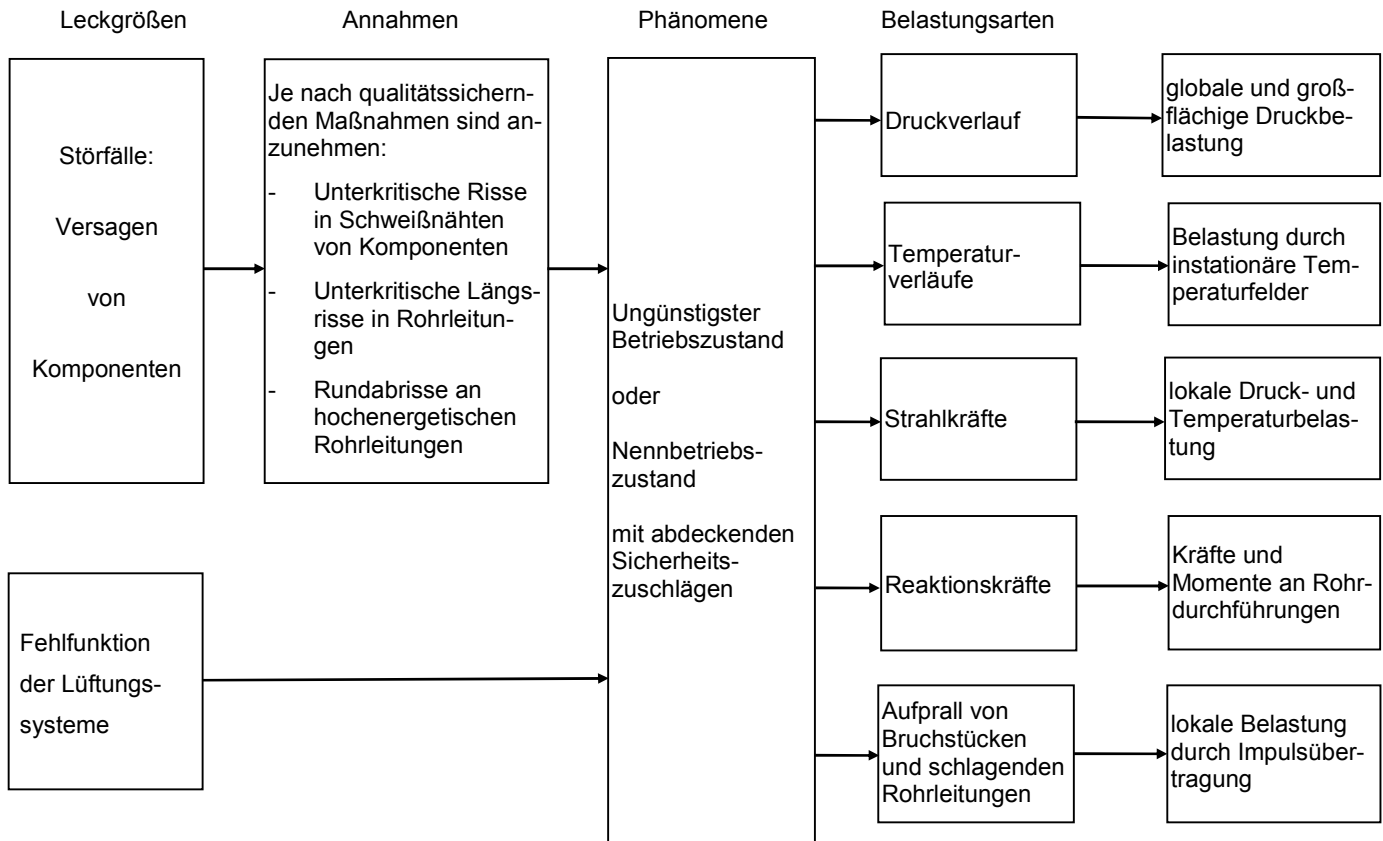 Leckgrößen
Annahmen
Phänomene
Belastungsarten
Störfälle:
Versagen
von
Komponenten
Je nach qualitätssichern-
den Maßnahmen sind an-
zunehmen:
- Unterkritische Risse
in Schweißnähten
von Komponenten
- Unterkritische Längs-
risse in Rohrleitun-
gen
- Rundabrisse an
hochenergetischen
Rohrleitungen
Fehlfunktion
der Lüftungs-
systeme
Ungünstigster
Betriebszustand
oder
Nennbetriebs-
zustand
mit abdeckenden
Sicherheits-
zuschlägen
Druckverlauf
globale und groß-
flächige Druckbe-
lastung
Temperatur-
verläufe
Belastung durch
instationäre Tem-
peraturfelder
Strahlkräfte
lokale Druck- und
Temperaturbelas-
tung
Reaktionskräfte
Kräfte und
Momente an Rohr-
durchführungen
Aufprall von
Bruchstücken
und schlagenden
Rohrleitungen
lokale Belastung
durch Impulsüber-
tragung